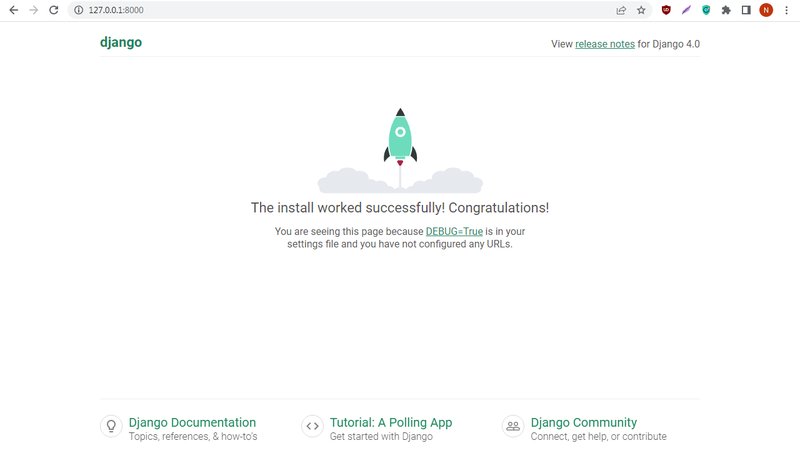 127.0.0.1:8000
N
django
View release notes for Django 4.0
The install worked successfully! Congratulations!
You are seeing this page because DEBUG=True is in your
settings file and you have not configured any URLs.
Django Documentation
Topics, references, & how-to's
Tutorial: A Polling App
Get started with Django
Django Community
Connect, get help, or contribute